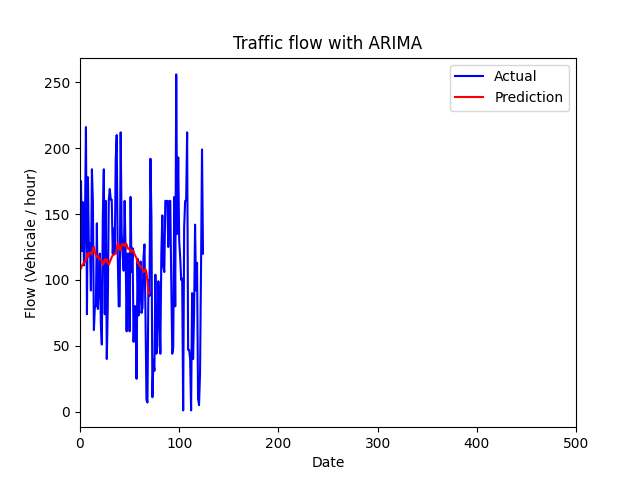 Traffic flow with ARIMA
Actual
Prediction
250
200
150
100
50
0
Flow (Vehicale / hour)
0 100 200 300 400 500
Date